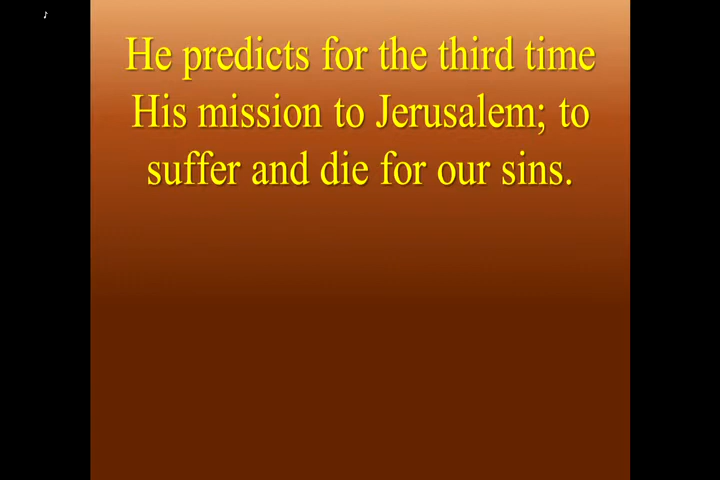 He predicts for the third time
His mission to Jerusalem; to
suffer and die for our sins.